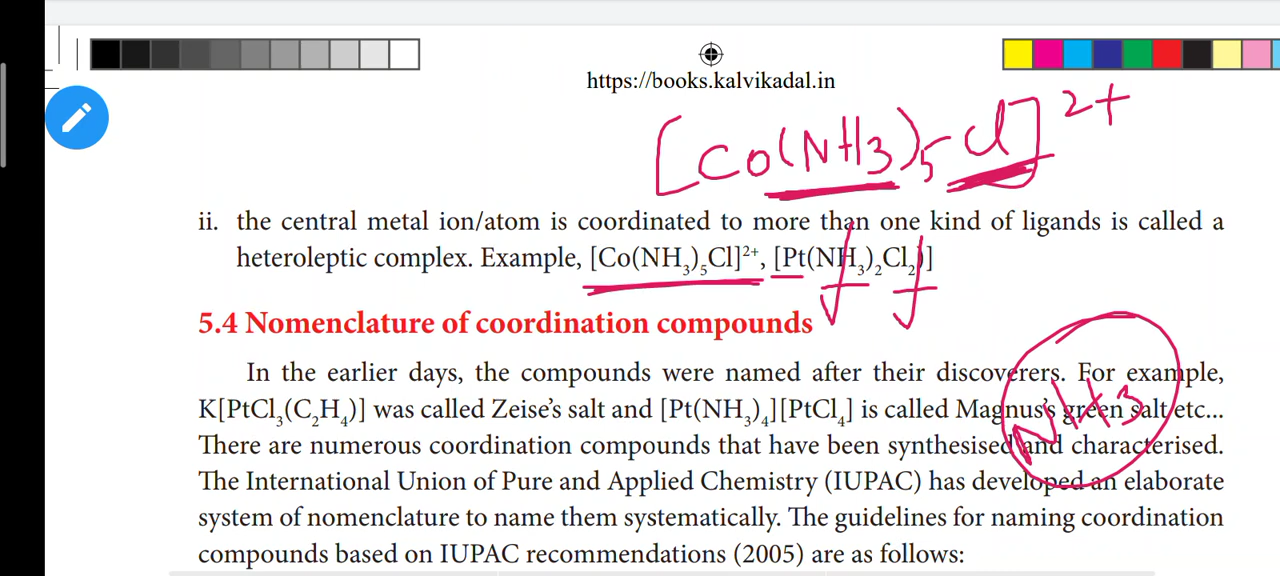 https://books.kalvikadal.in
[Co(NH3)5Cl]2+
ii. the central metal ion/atom is coordinated to more than one kind of ligands is called a
heteroleptic complex. Example, [Co(NH₃)₅Cl]²⁺, [Pt(NH₃)₂Cl₂)]
5.4 Nomenclature of coordination compounds
In the earlier days, the compounds were named after their discoverers. For example,
K[PtCl₃(C₂H₄)] was called Zeise’s salt and [Pt(NH₃)₄][PtCl₄] is called Magnus’s green salt etc...
NH3
There are numerous coordination compounds that have been synthesised and characterised.
The International Union of Pure and Applied Chemistry (IUPAC) has developed an elaborate
system of nomenclature to name them systematically. The guidelines for naming coordination
compounds based on IUPAC recommendations (2005) are as follows: